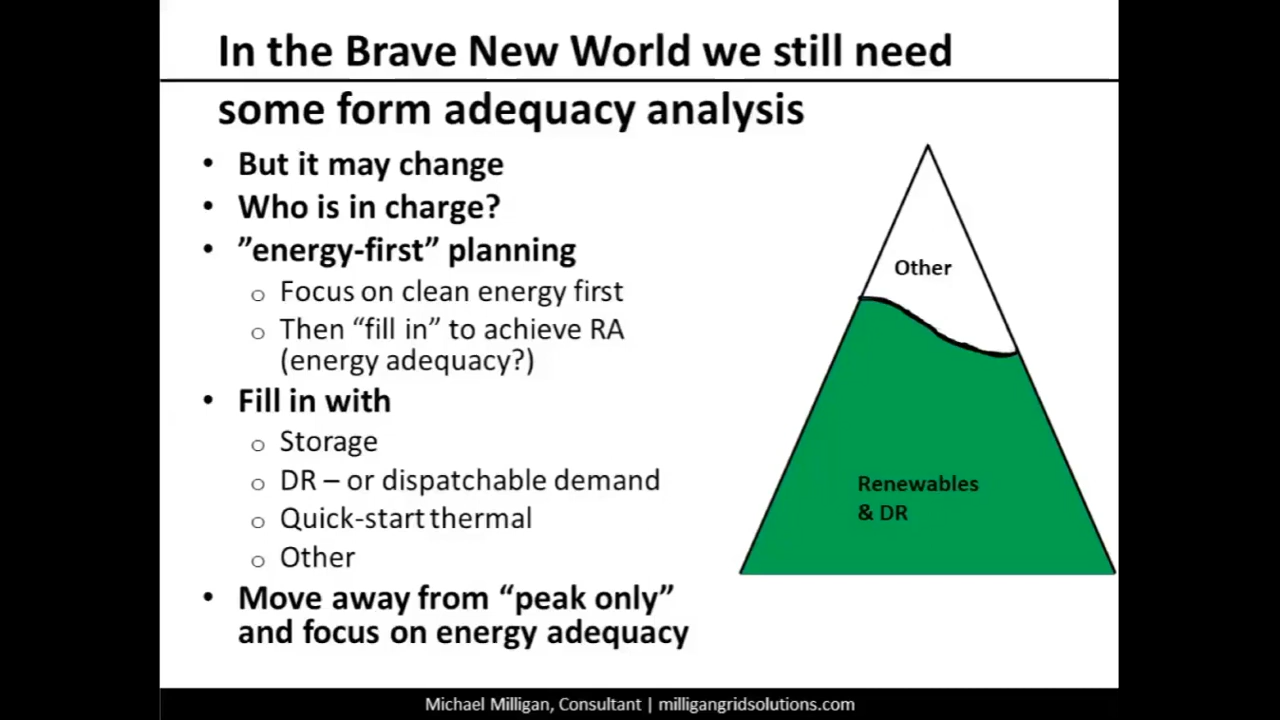 In the Brave New World we still need
some form adequacy analysis
• But it may change
• Who is in charge?
• ”energy-first” planning
o Focus on clean energy first
o Then “fill in” to achieve RA
(energy adequacy?)
• Fill in with
o Storage
o DR – or dispatchable demand
o Quick-start thermal
o Other
• Move away from “peak only”
and focus on energy adequacy
Other
Renewables
& DR
Michael Milligan, Consultant | milligangridsolutions.com